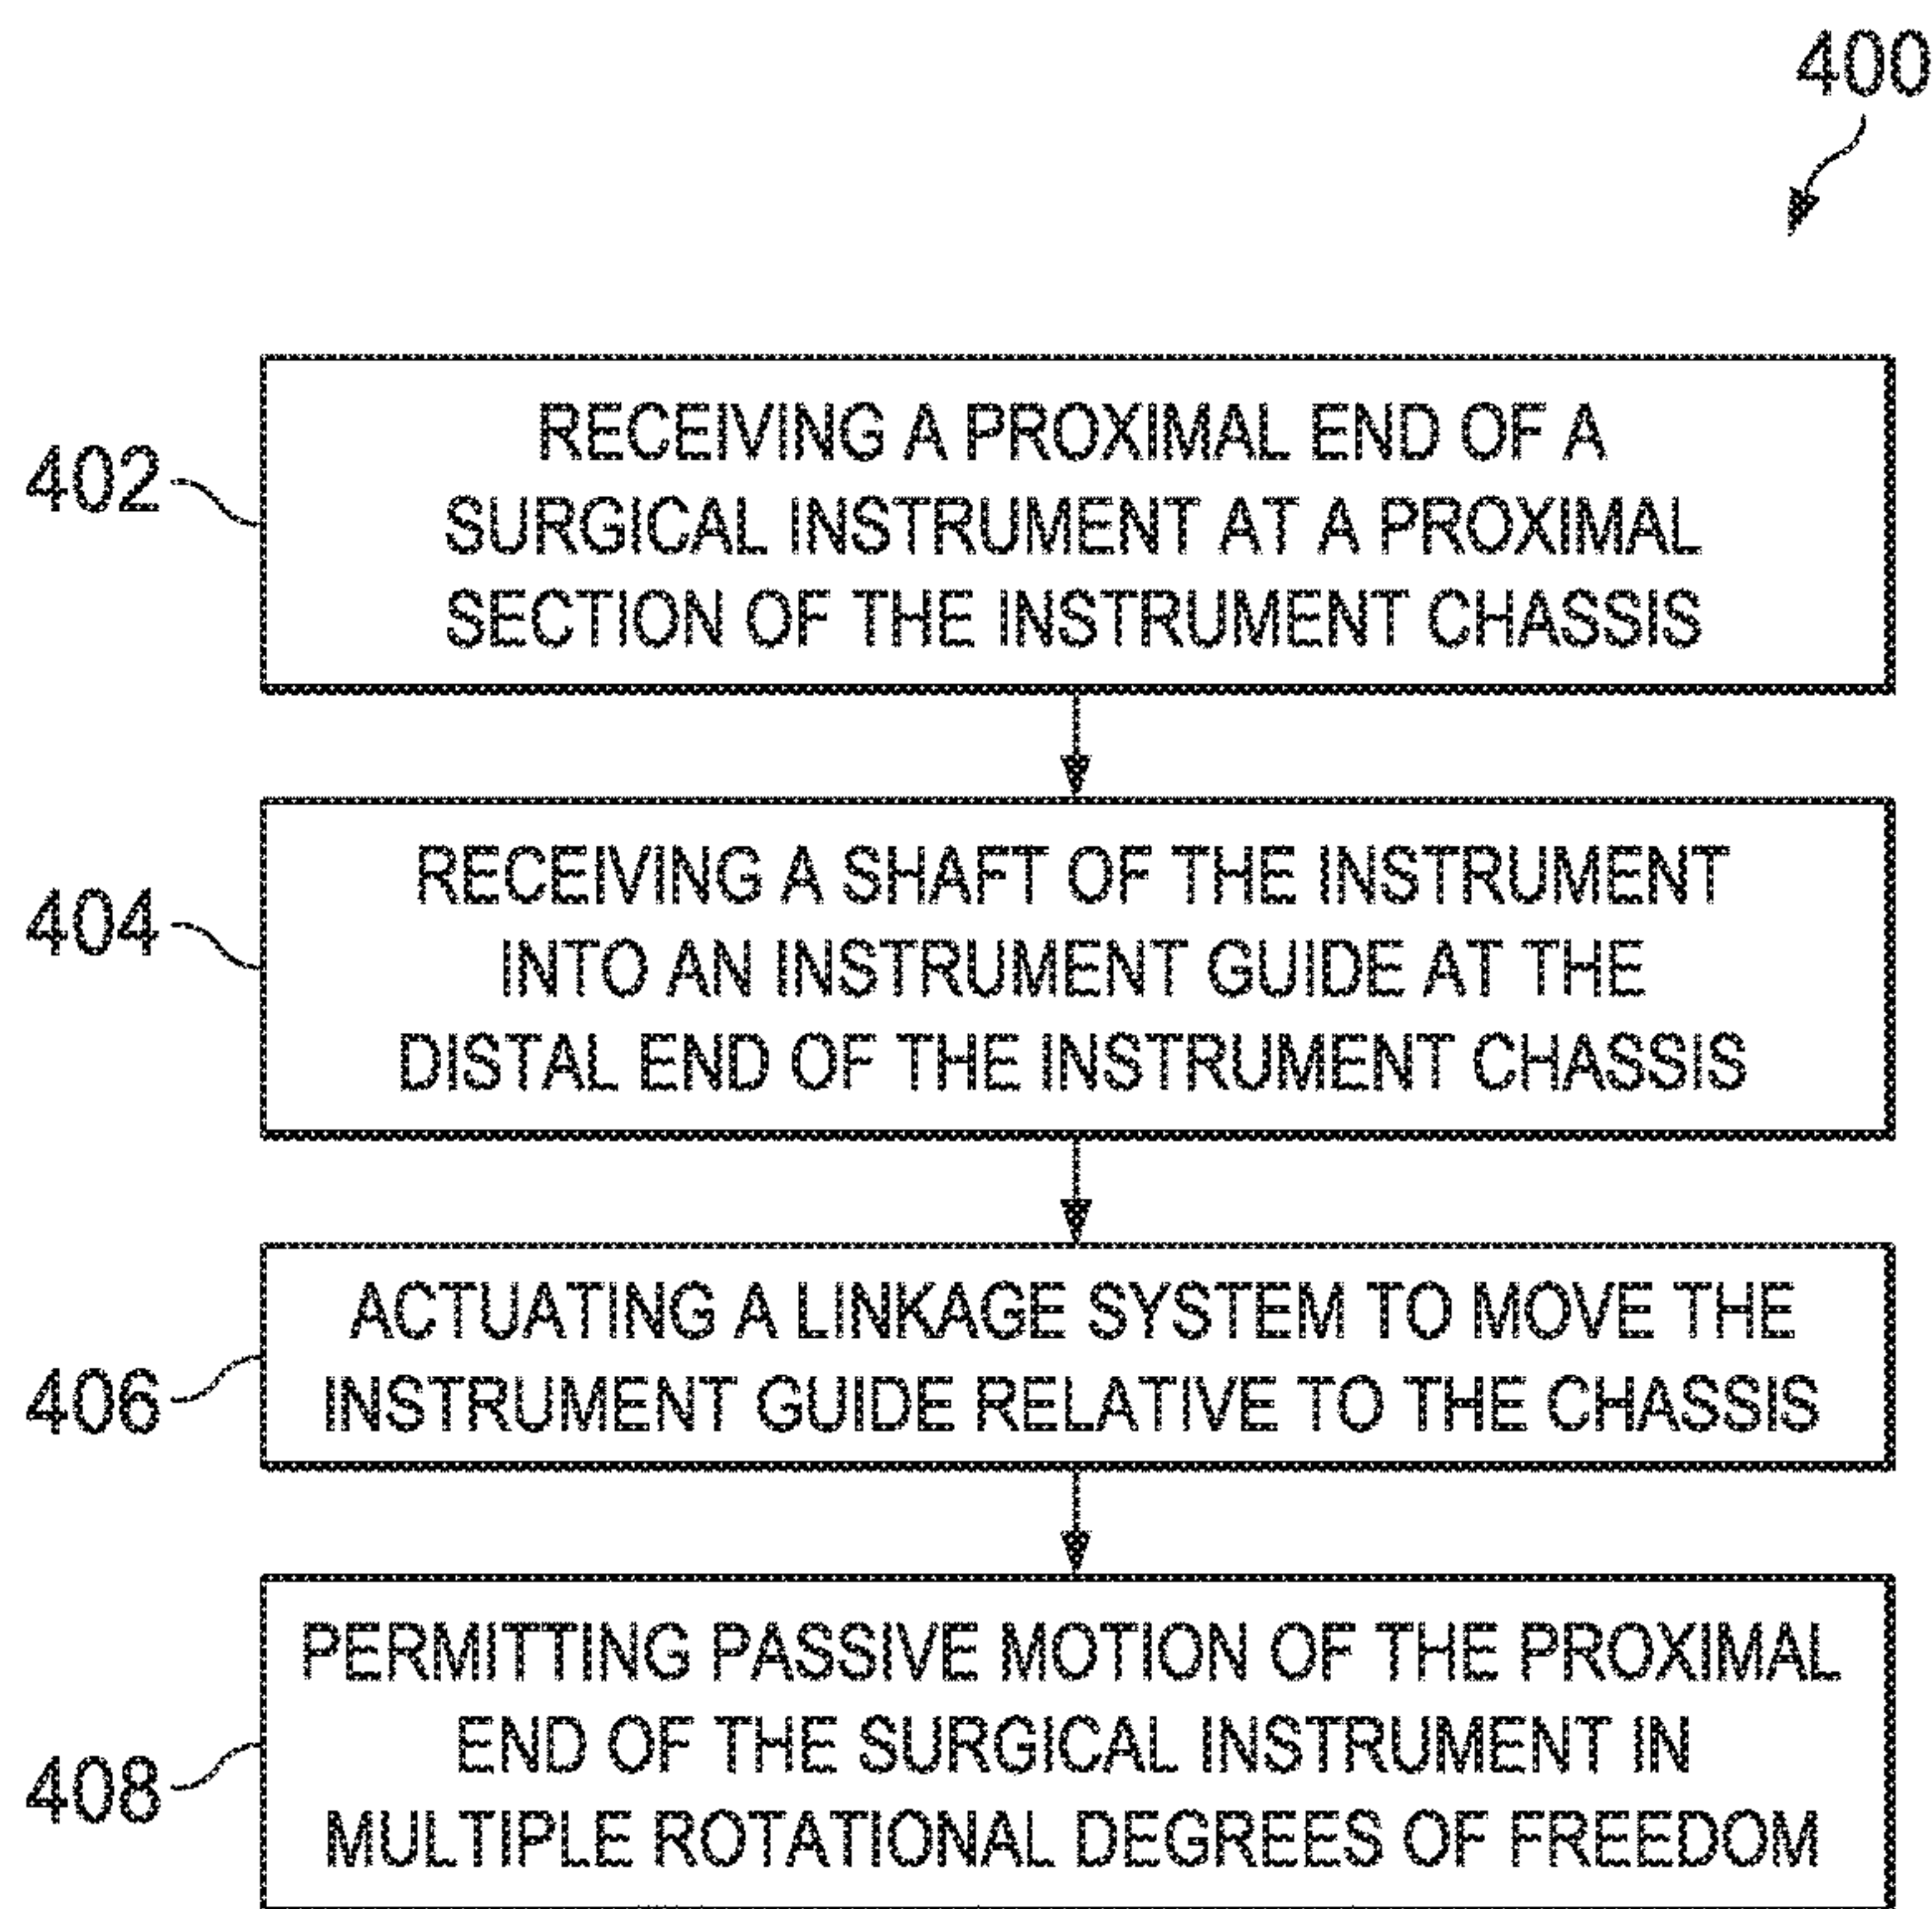 400
402
RECEIVING A PROXIMAL END OF A
SURGICAL INSTRUMENT AT A PROXIMAL
SECTION OF THE INSTRUMENT CHASSIS
404
RECEIVING A SHAFT OF THE INSTRUMENT
INTO AN INSTRUMENT GUIDE AT THE
DISTAL END OF THE INSTRUMENT CHASSIS
406
ACTUATING A LINKAGE SYSTEM TO MOVE THE
INSTRUMENT GUIDE RELATIVE TO THE CHASSIS
408
PERMITTING PASSIVE MOTION OF THE PROXIMAL
END OF THE SURGICAL INSTRUMENT IN
MULTIPLE ROTATIONAL DEGREES OF FREEDOM